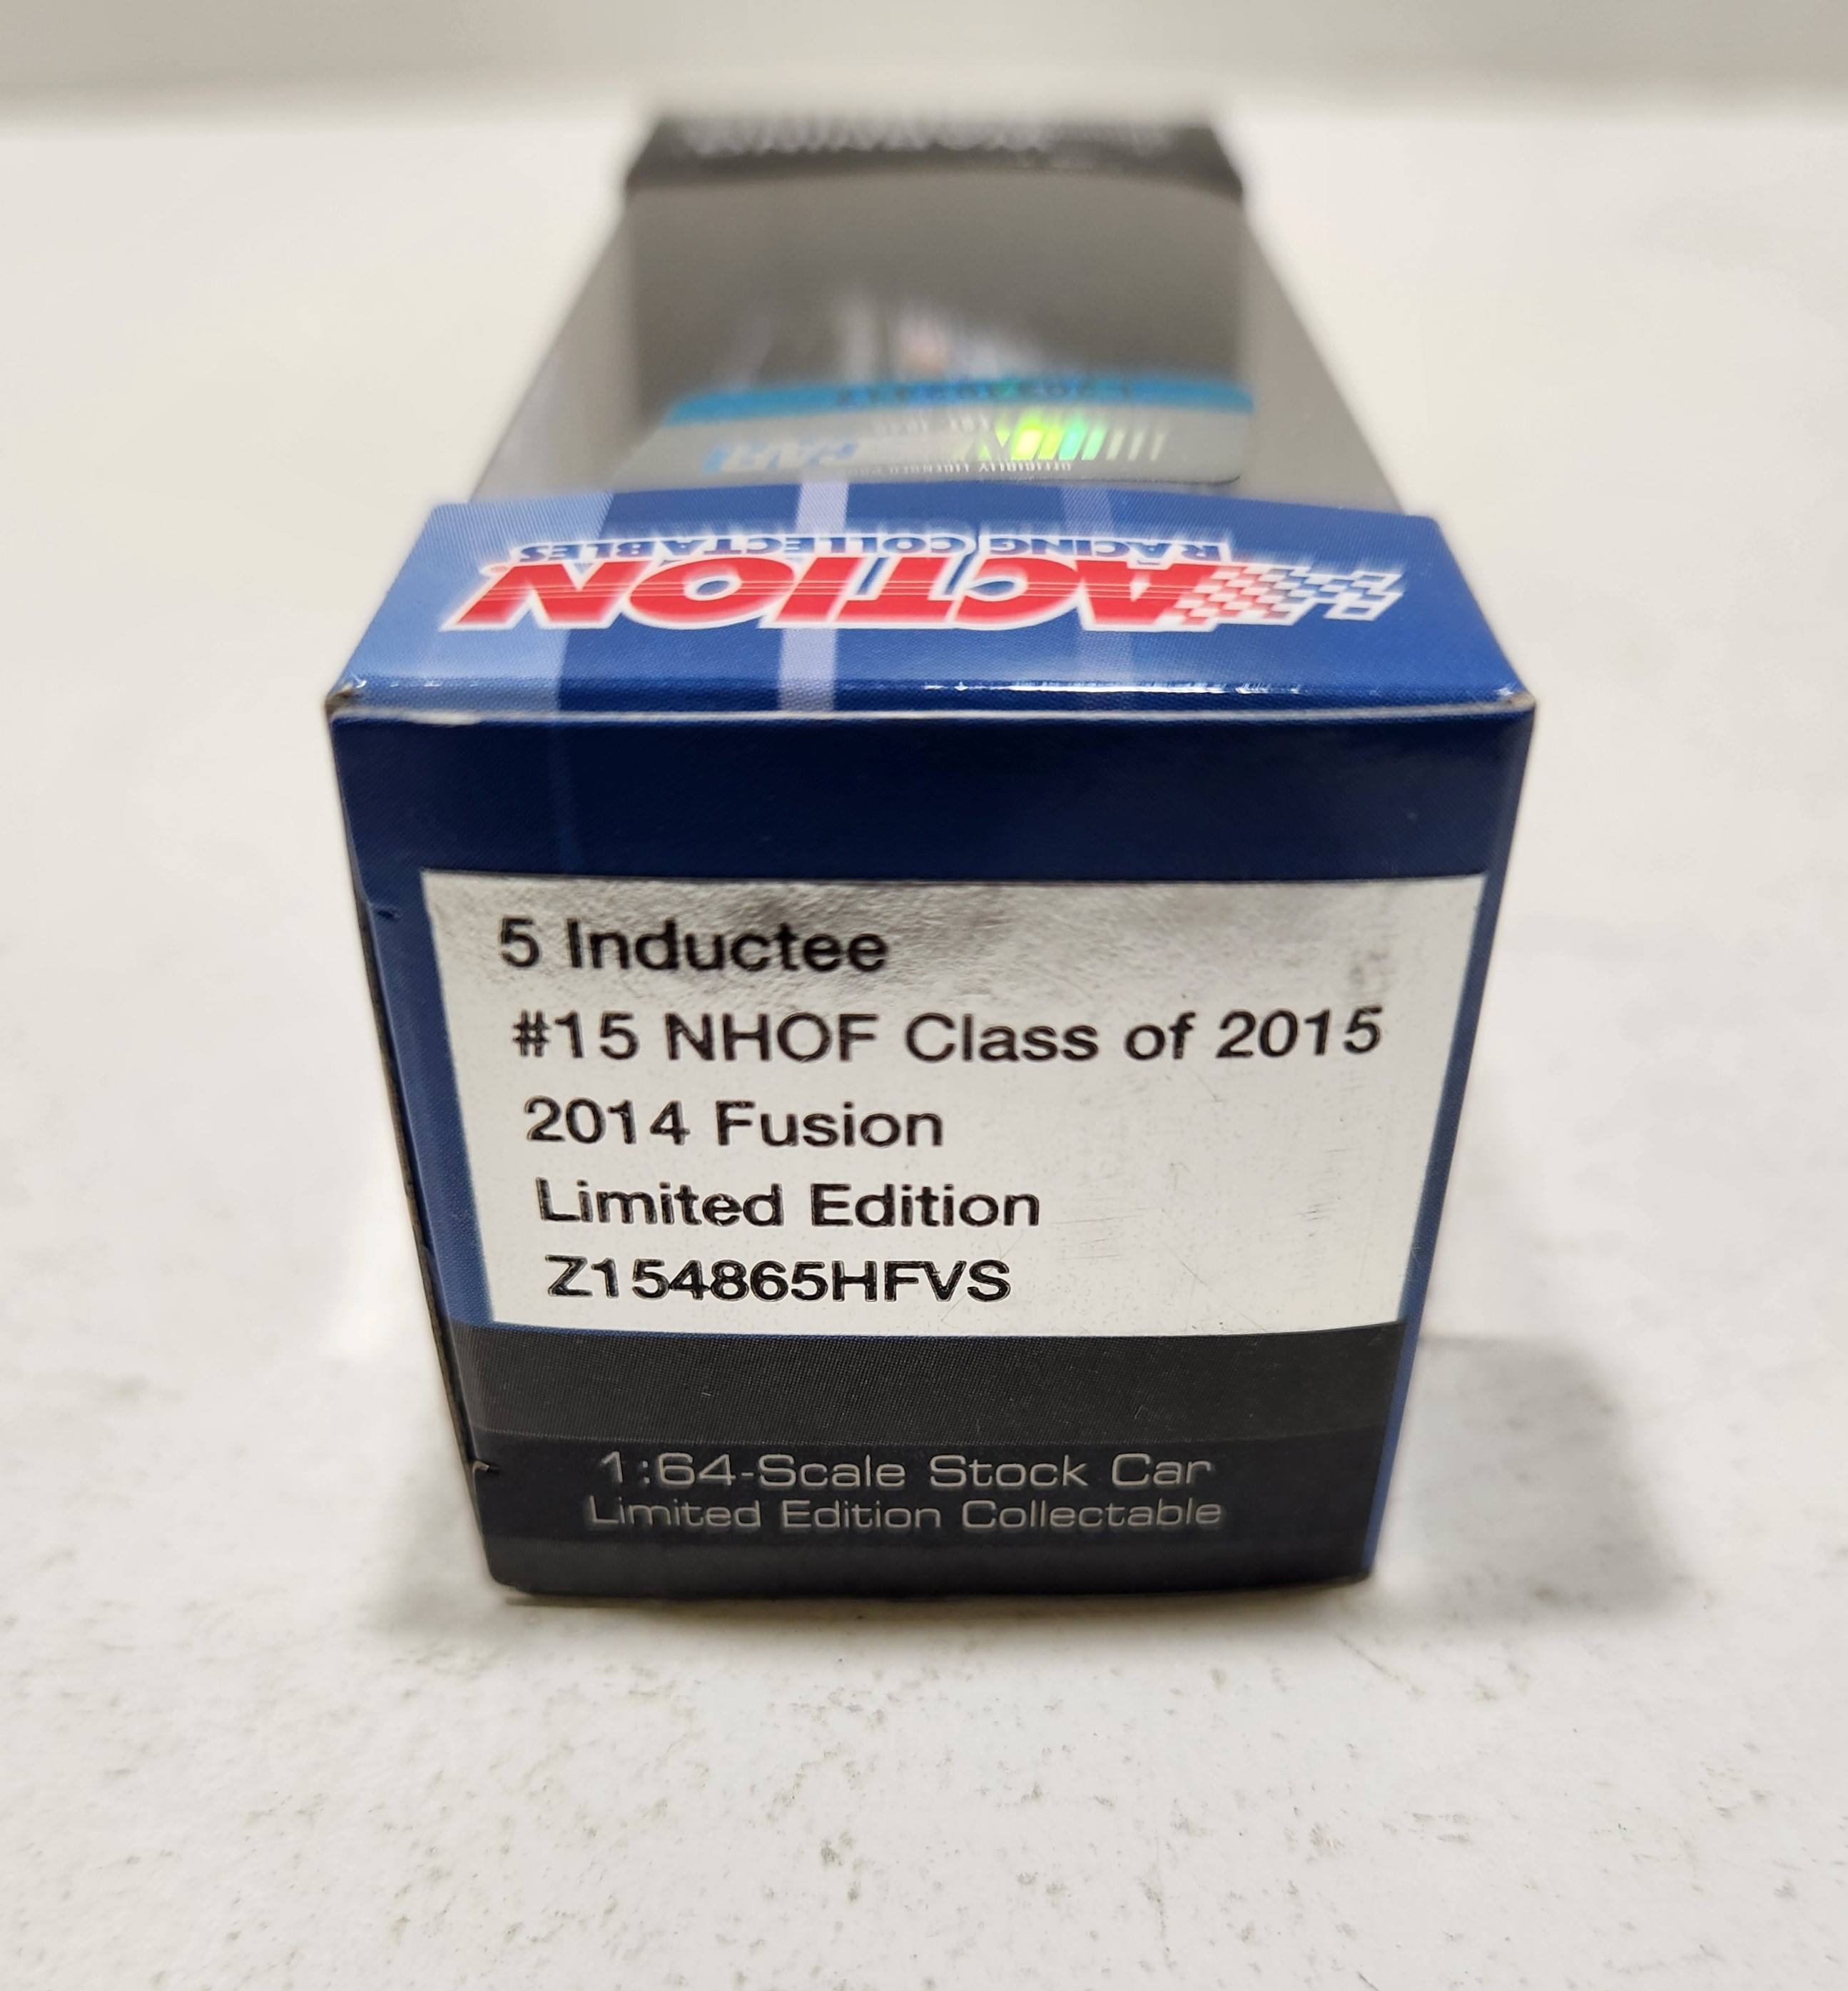 RACING COLLECTABLES
ACTION
5 Inductee
#15 NHOF Class of 2015
2014 Fusion
Limited Edition
Z154865HFVS
1:64-Scale Stock Car
Limited Edition Collectable